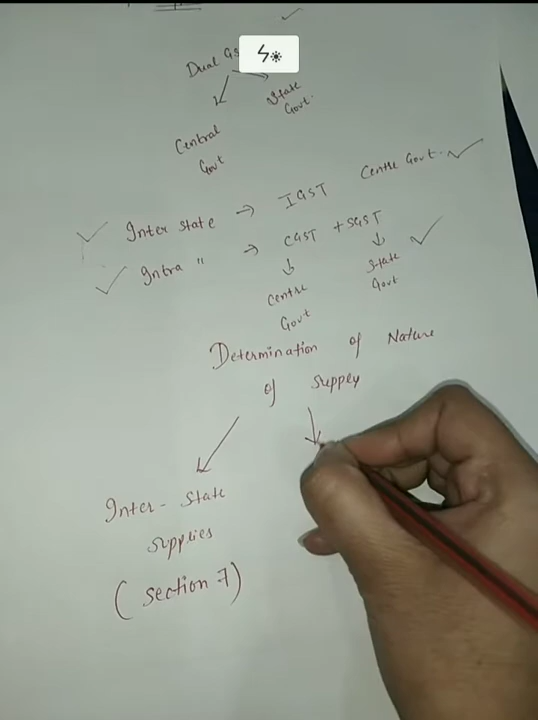 Dual GS
Central
Govt
State
Govt.
Inter state → IGST Centre Govt.
Intra " → CGST + SGST
Centre
Govt
State
Govt
Determination of Nature
of Supply
Inter-State
Supplies
(Section 7)